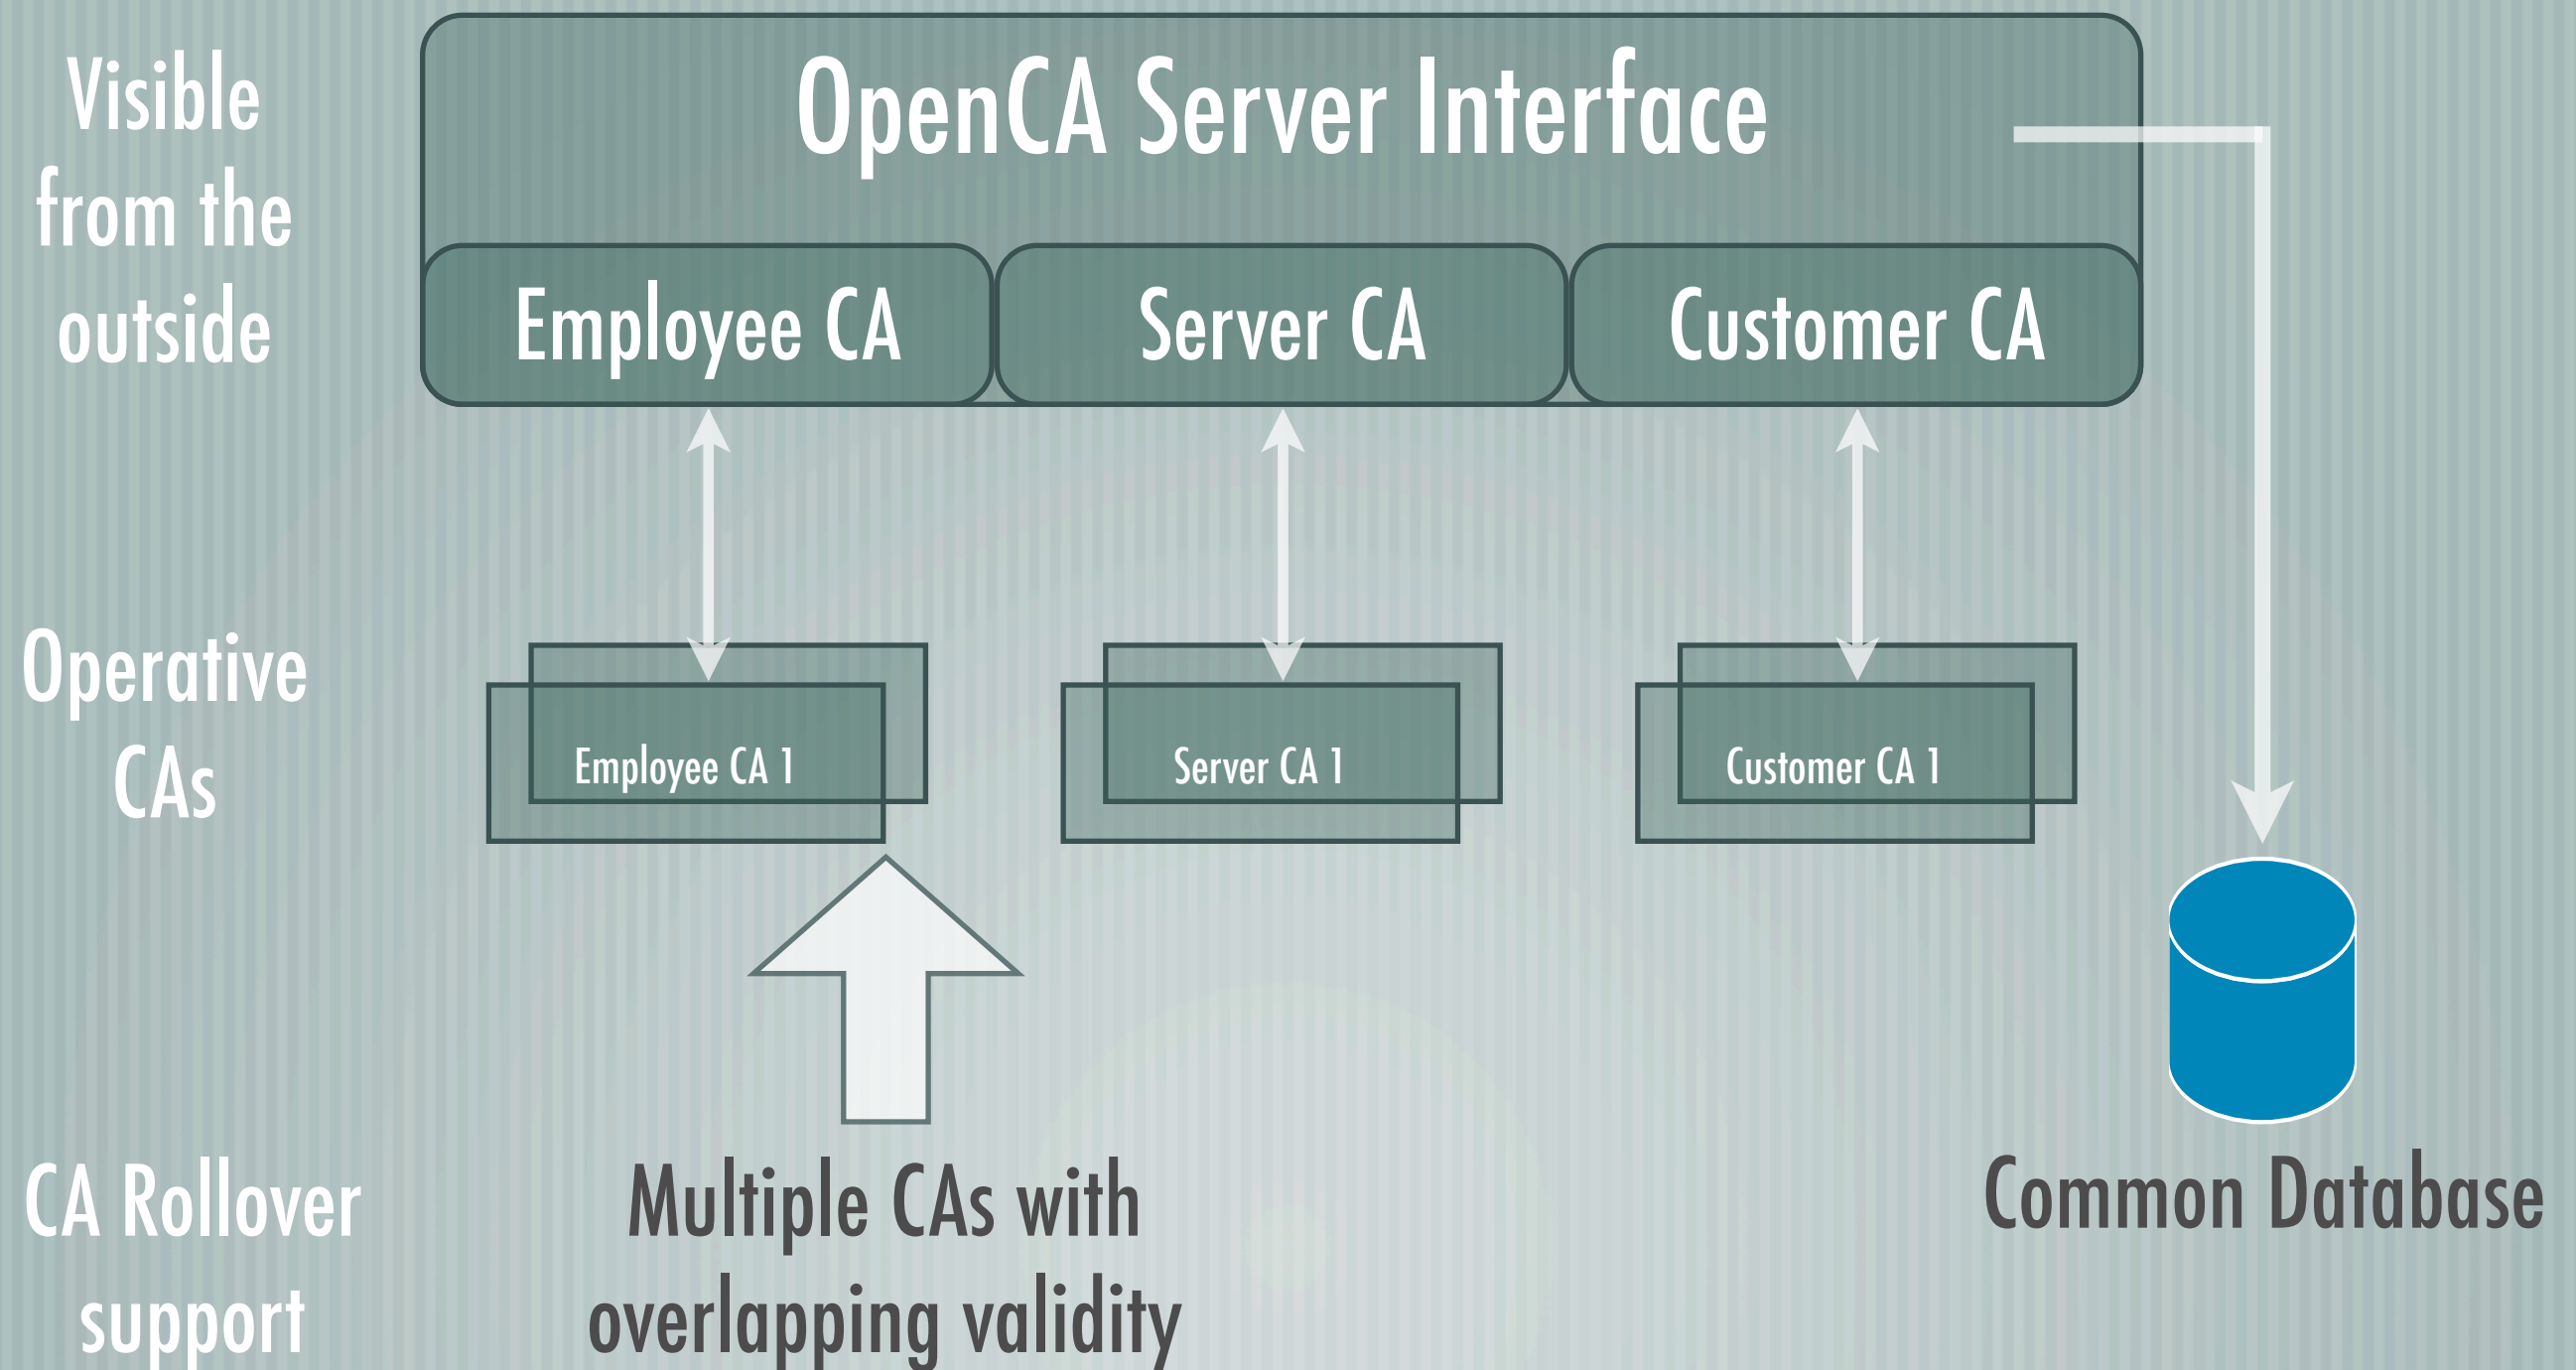 Visible
from the
outside
OpenCA Server Interface
Employee CA
Server CA
Customer CA
Operative
CAs
Employee CA 1
Server CA 1
Customer CA 1
CA Rollover
support
Multiple CAs with
overlapping validity
Common Database